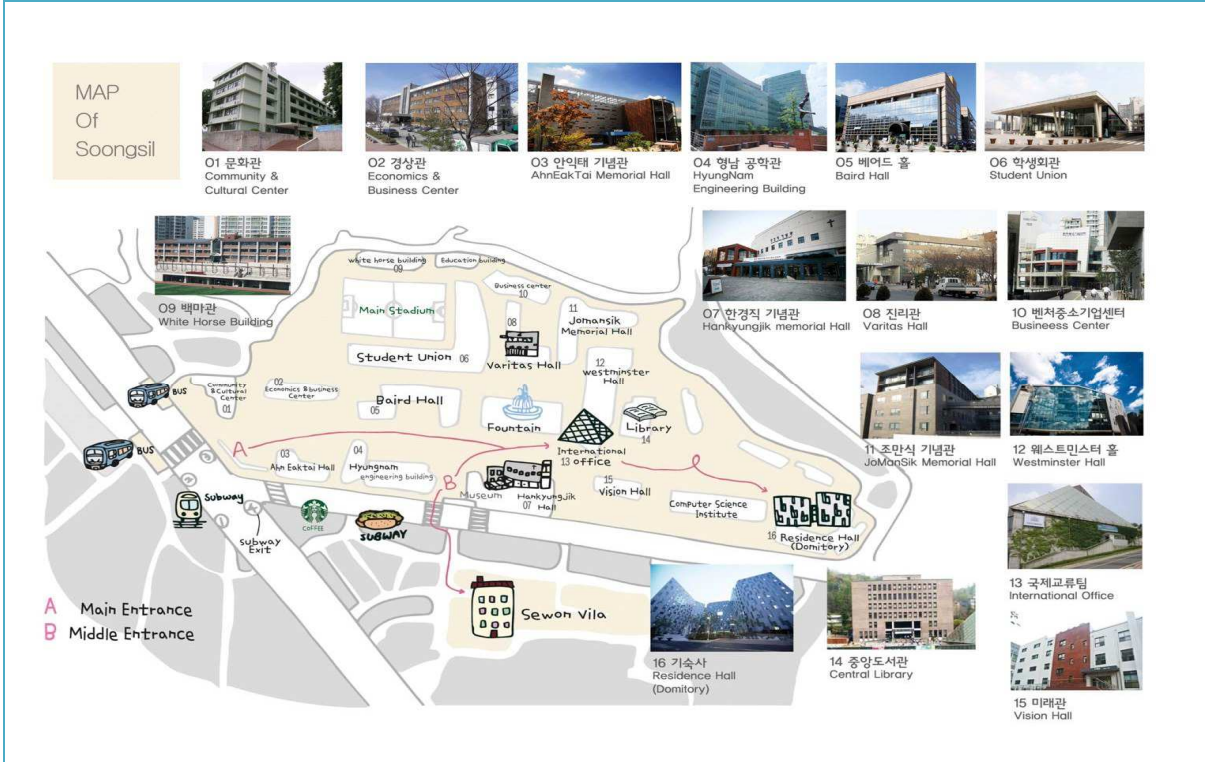 MAP
Of
Soongsil
01 문화관
Community &
Cultural Center
02 경상관
Economics &
Business Center
03 안익태 기념관
AhnEakTai Memorial Hall
04 형남 공학관
HyungNam
Engineering Building
05 베어드 홀
Baird Hall
06 학생회관
Student Union
09 백마관
White Horse Building
07 한경직 기념관
Hankyungjik memorial Hall
08 진리관
Varitas Hall
10 벤처중소기업센터
Busineess Center
11 조만식 기념관
JoManSik Memorial Hall
12 웨스트민스터 홀
Westminster Hall
13 국제교류팀
International Office
14 중앙도서관
Central Library
15 미래관
Vision Hall
16 기숙사
Residence Hall
(Domitory)
white horse building
09
Education building
Business center
10
Main Stadium
11
Jomansik
Memorial Hall
08
Varitas Hall
Student Union 06
12
westminster
Hall
Community
& Cultural
Center
01
02
Economics & business
Center
Baird Hall
05
Fountain
Library
14
BUS
BUS
A
03
Ahn Eaktai Hall
04
Hyungnam
engineering building
B
International
13 office
Museum
Hankyungjik
07 Hall
15
Vision Hall
Computer Science
Institute
16 Residence Hall
(Domitory)
Subway
Subway
Exit
COFFEE
SUBWAY
Sewon Vila
A Main Entrance
B Middle Entrance